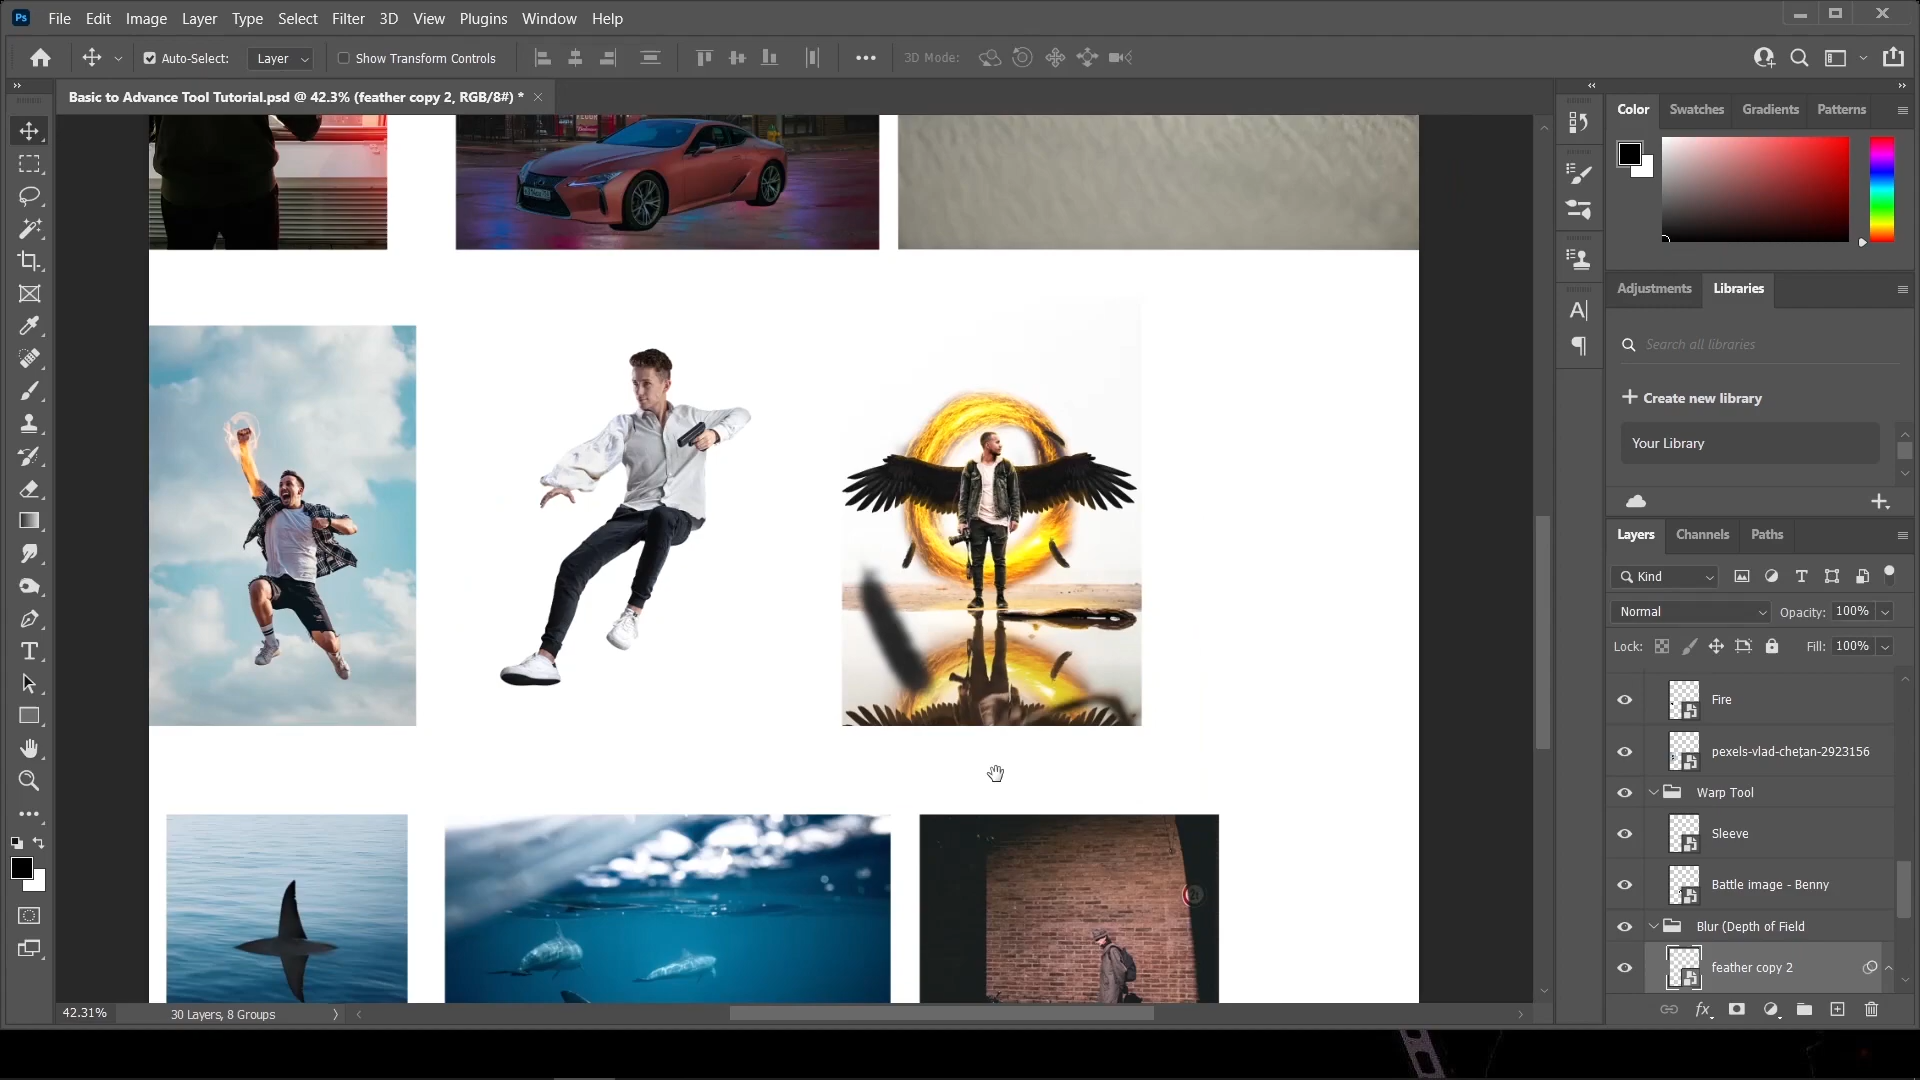 Ps File Edit Image Layer Type Select Filter 3D View Plugins Window Help
Auto-Select: Layer Show Transform Controls 3D Mode:
Basic to Advance Tool Tutorial.psd @ 42.3% (feather copy 2, RGB/8#) *
Color Swatches Gradients Patterns
Adjustments Libraries
Search all libraries
Create new library
Your Library
Layers Channels Paths
Kind
Normal Opacity: 100%
Lock: Fill: 100%
Fire
pexels-vlad-chețan-2923156
Warp Tool
Sleeve
Battle image - Benny
Blur (Depth of Field
feather copy 2
42.31% 30 Layers, 8 Groups